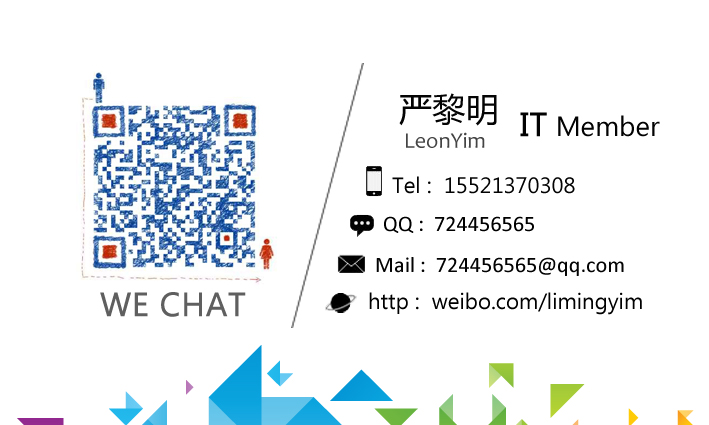 严黎明
LeonYim
IT Member
Tel : 15521370308
QQ : 724456565
Mail : 724456565@qq.com
http : weibo.com/limingyim
WE CHAT